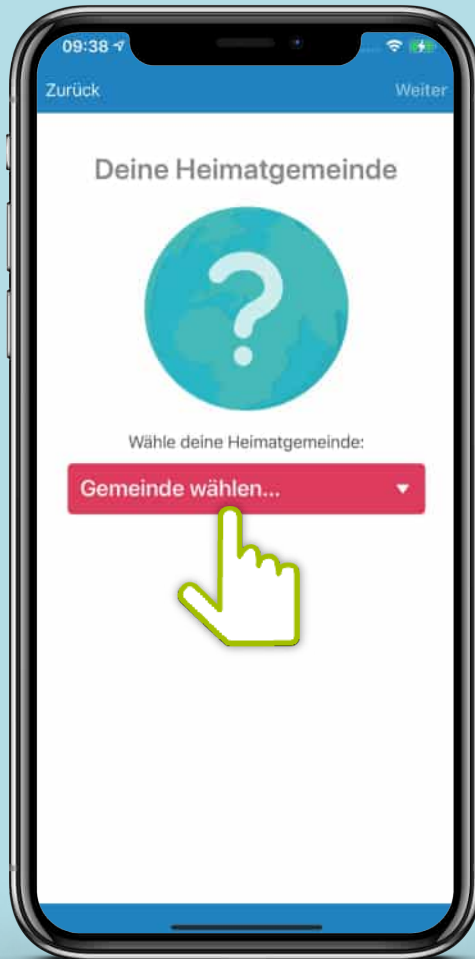 09:38
Zurück
Weiter
Deine Heimatgemeinde
?
Wähle deine Heimatgemeinde:
Gemeinde wählen...